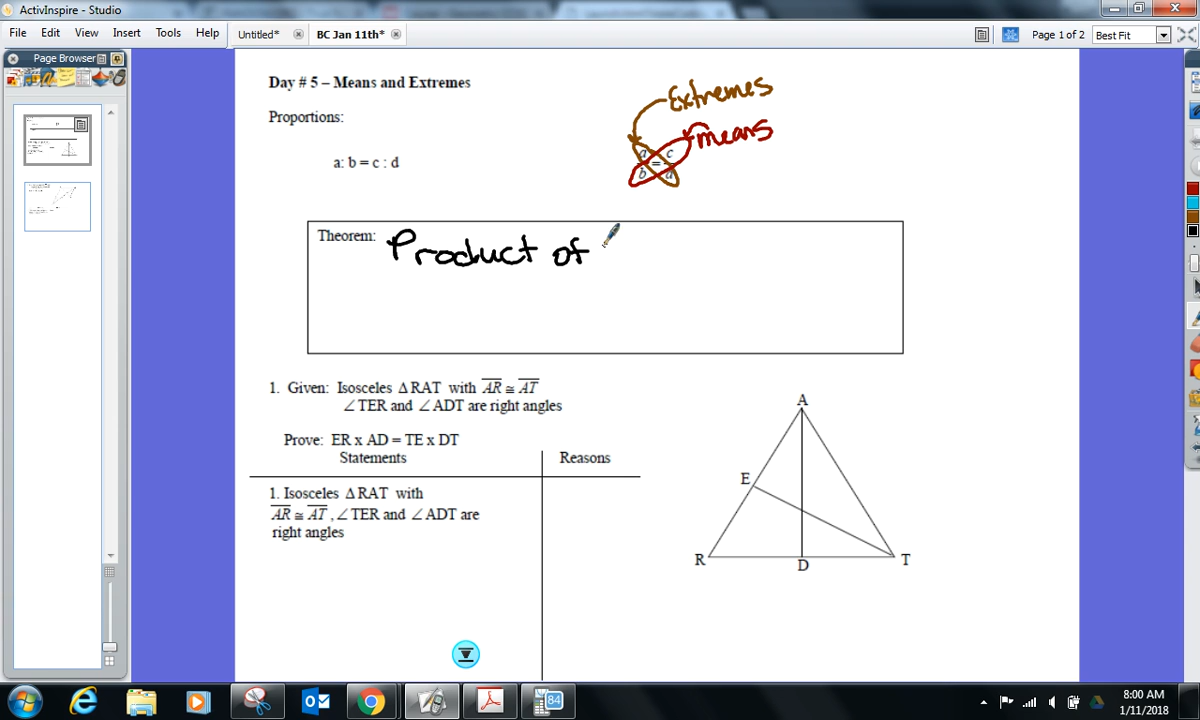 ActivInspire - Studio
File Edit View Insert Tools Help
Untitled*
BC Jan 11th*
Page 1 of 2
Best Fit
Page Browser
Day # 5 – Means and Extremes
Extremes
Proportions:
means
a: b = c : d
a = c
b d
Theorem: Product of
1. Given: Isosceles Δ RAT with AR ≅ AT
∠TER and ∠ADT are right angles
Prove: ER x AD = TE x DT
Statements Reasons
1. Isosceles Δ RAT with
AR ≅ AT , ∠TER and ∠ADT are
right angles
A
E
R
D
T
84
8:00 AM
1/11/2018